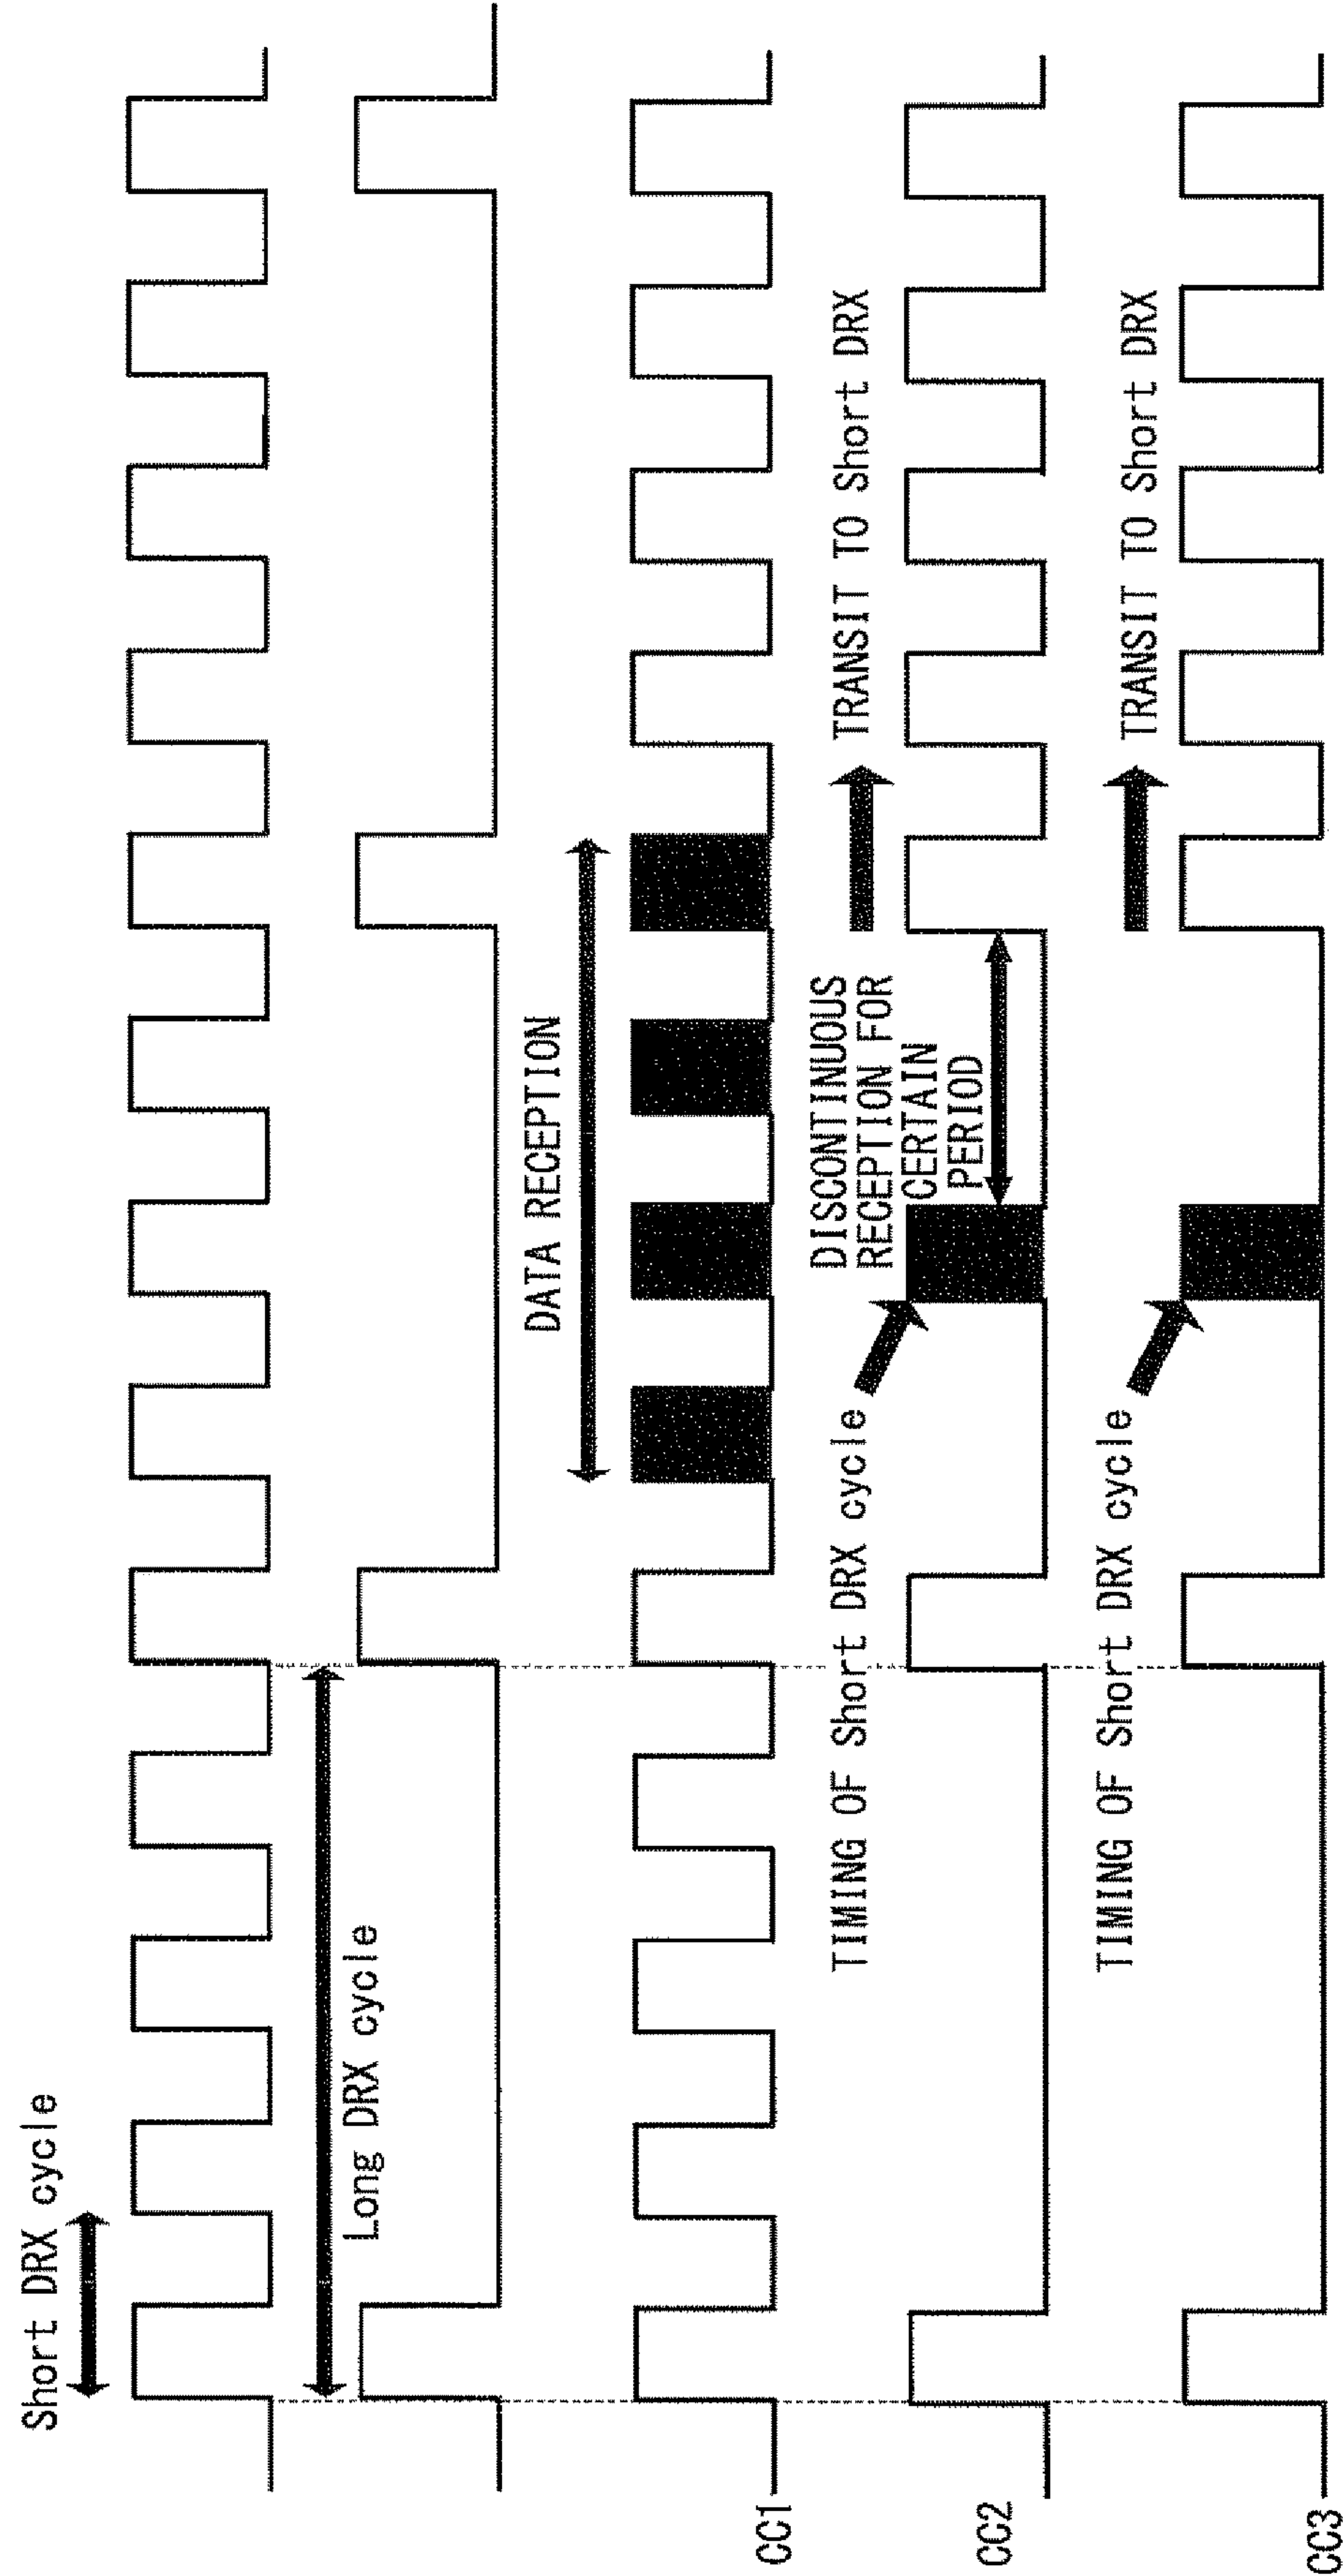 Short DRX cycle
Long DRX cycle
DATA RECEPTION
CC1
DISCONTINUOUS
RECEPTION FOR
CERTAIN
PERIOD
TIMING OF Short DRX cycle
TRANSIT TO Short DRX
CC2
TIMING OF Short DRX cycle
TRANSIT TO Short DRX
CC3